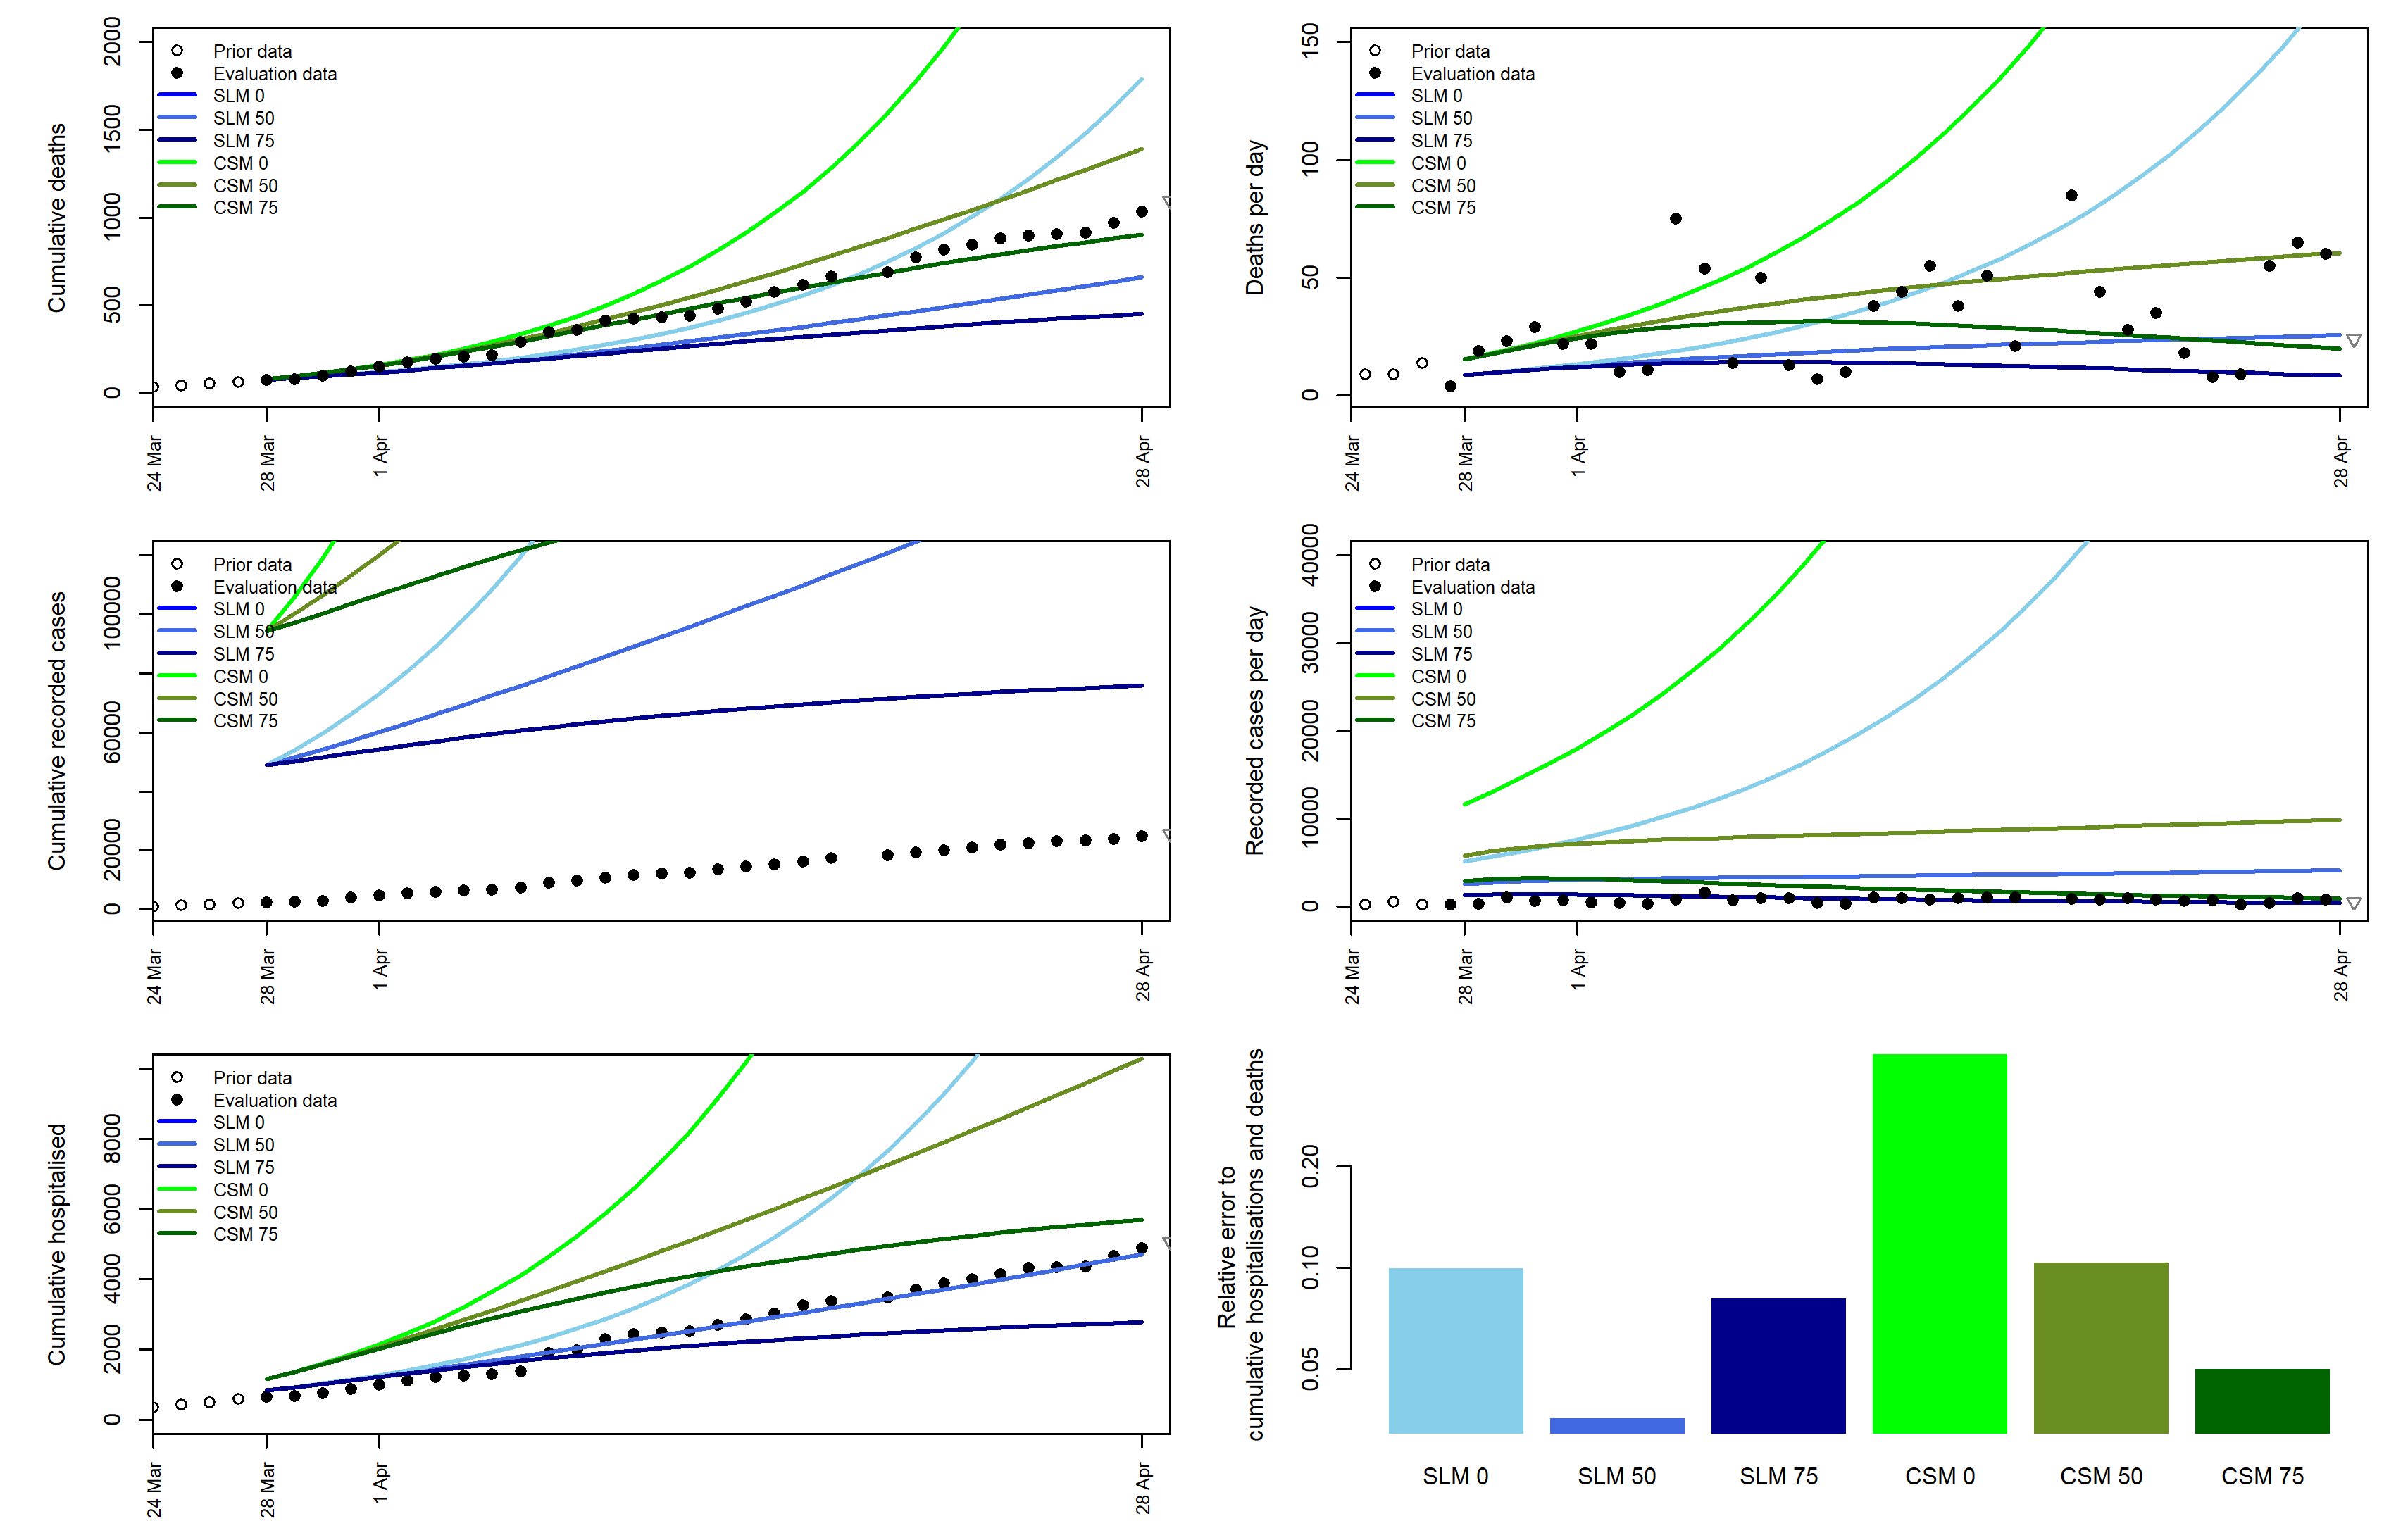 Cumulative deaths
0
500
1000
1500
2000
Prior data
Evaluation data
SLM 0
SLM 50
SLM 75
CSM 0
CSM 50
CSM 75
24 Mar
28 Mar
1 Apr
28 Apr
Deaths per day
0
50
100
150
Prior data
Evaluation data
SLM 0
SLM 50
SLM 75
CSM 0
CSM 50
CSM 75
24 Mar
28 Mar
1 Apr
28 Apr
Cumulative recorded cases
0
20000
60000
100000
Prior data
Evaluation data
SLM 0
SLM 50
SLM 75
CSM 0
CSM 50
CSM 75
24 Mar
28 Mar
1 Apr
28 Apr
Recorded cases per day
0
10000
20000
30000
40000
Prior data
Evaluation data
SLM 0
SLM 50
SLM 75
CSM 0
CSM 50
CSM 75
24 Mar
28 Mar
1 Apr
28 Apr
Cumulative hospitalised
0
2000
4000
6000
8000
Prior data
Evaluation data
SLM 0
SLM 50
SLM 75
CSM 0
CSM 50
CSM 75
24 Mar
28 Mar
1 Apr
28 Apr
Relative error to
cumulative hospitalisations and deaths
0.05
0.10
0.20
SLM 0
SLM 50
SLM 75
CSM 0
CSM 50
CSM 75